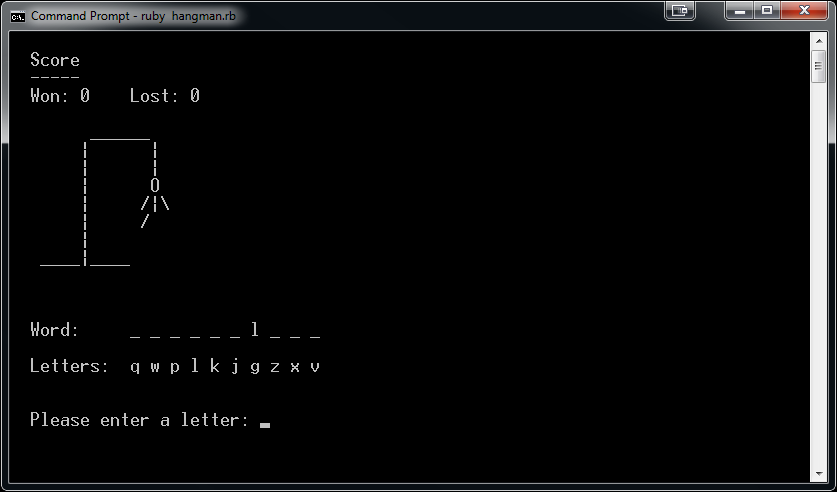 Command Prompt - ruby hangman.rb
Score
-----
Won: 0    Lost: 0
O
Word:     _ _ _ _ _ _ l _ _ _
Letters:  q w p l k j g z x v
Please enter a letter: _